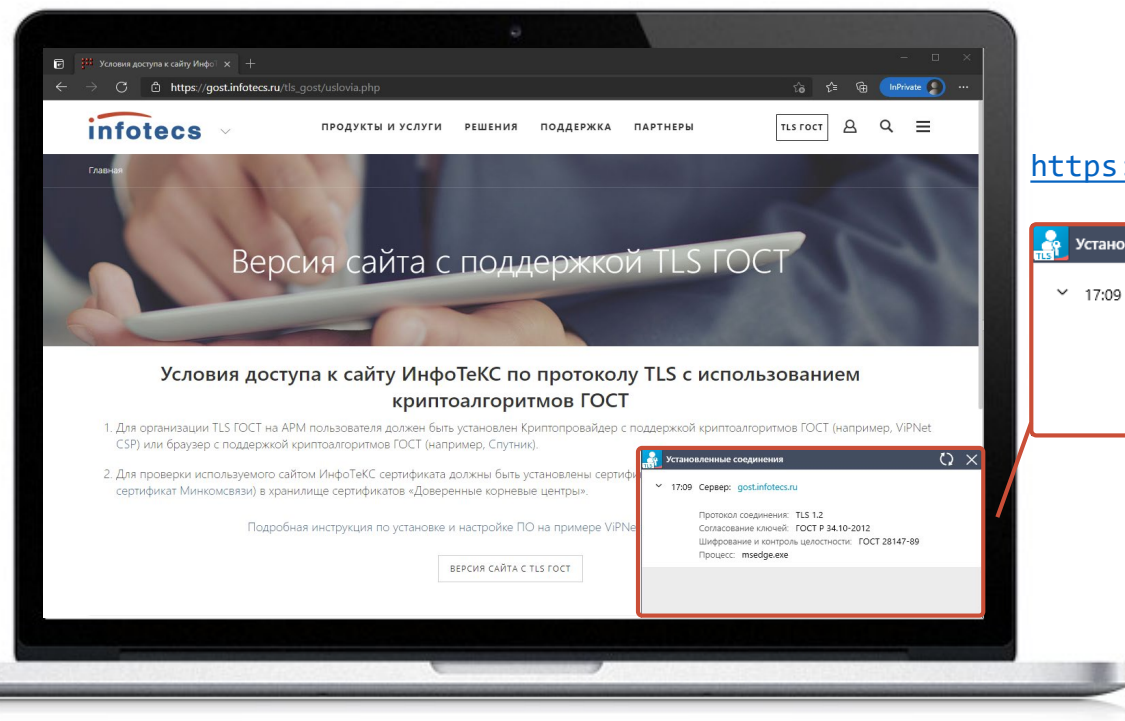 Условия доступа к сайту Инфо
https://gost.infotecs.ru/tls_gost/uslovia.php
InPrivate
infotecs
ПРОДУКТЫ И УСЛУГИ РЕШЕНИЯ ПОДДЕРЖКА ПАРТНЕРЫ
TLS ГОСТ
Главная
Версия сайта с поддержкой TLS ГОСТ
Условия доступа к сайту ИнфоТеКС по протоколу TLS с использованием
криптоалгоритмов ГОСТ
1. Для организации TLS ГОСТ на АРМ пользователя должен быть установлен Криптопровайдер с поддержкой криптоалгоритмов ГОСТ (например, ViPNet
CSP) или браузер с поддержкой криптоалгоритмов ГОСТ (например, Спутник).
2. Для проверки используемого сайтом ИнфоТеКС сертификата должны быть установлены сертифи
сертификат Минкомсвязи) в хранилище сертификатов «Доверенные корневые центры».
Подробная инструкция по установке и настройке ПО на примере ViPNe
ВЕРСИЯ САЙТА С TLS ГОСТ
TLS
Установленные соединения
17:09 Сервер: gost.infotecs.ru
Протокол соединения: TLS 1.2
Согласование ключей: ГОСТ Р 34.10-2012
Шифрование и контроль целостности: ГОСТ 28147-89
Процесс: msedge.exe
https:
TLS
Устано
17:09